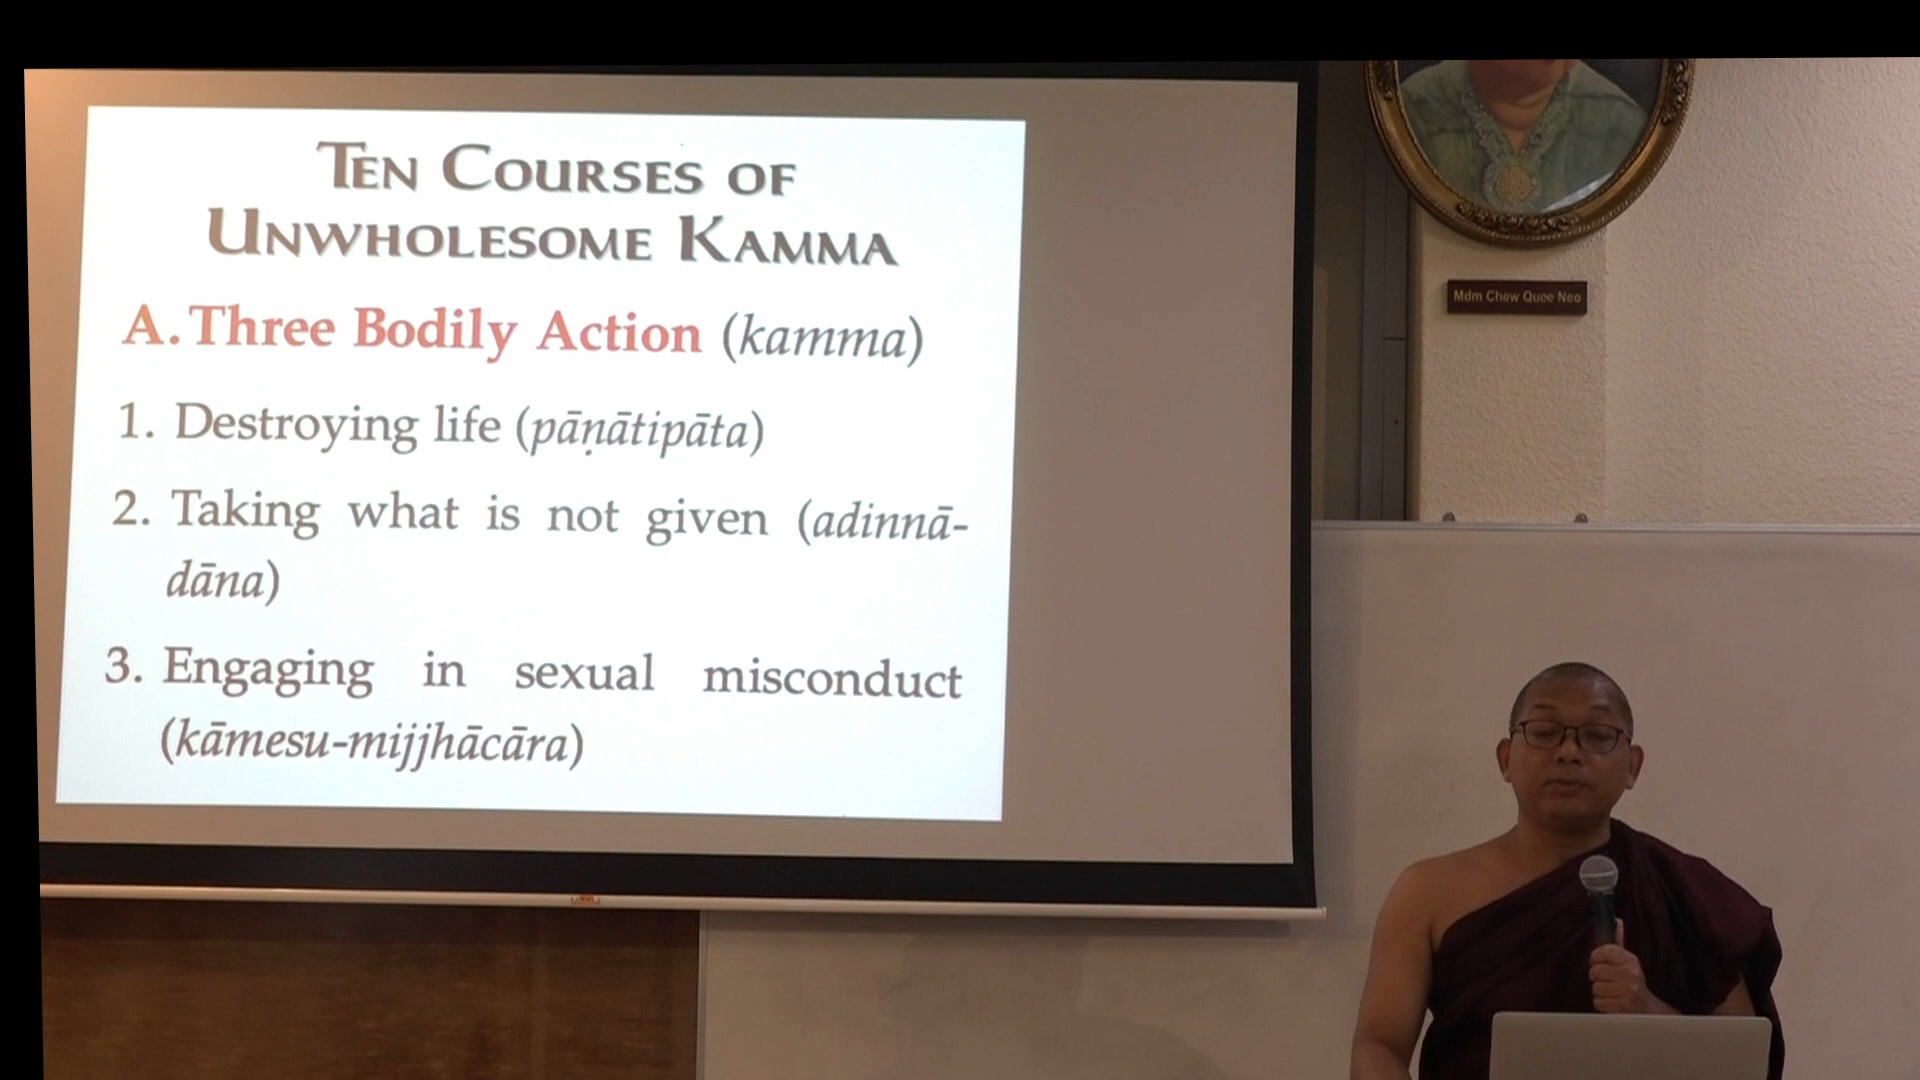 Ten Courses of
Unwholesome Kamma
A. Three Bodily Action (kamma)
1. Destroying life (pāṇātipāta)
2. Taking what is not given (adinnā-
dāna)
3. Engaging in sexual misconduct
(kāmesu-mijjhācāra)
Mdm Chew Quee Neo